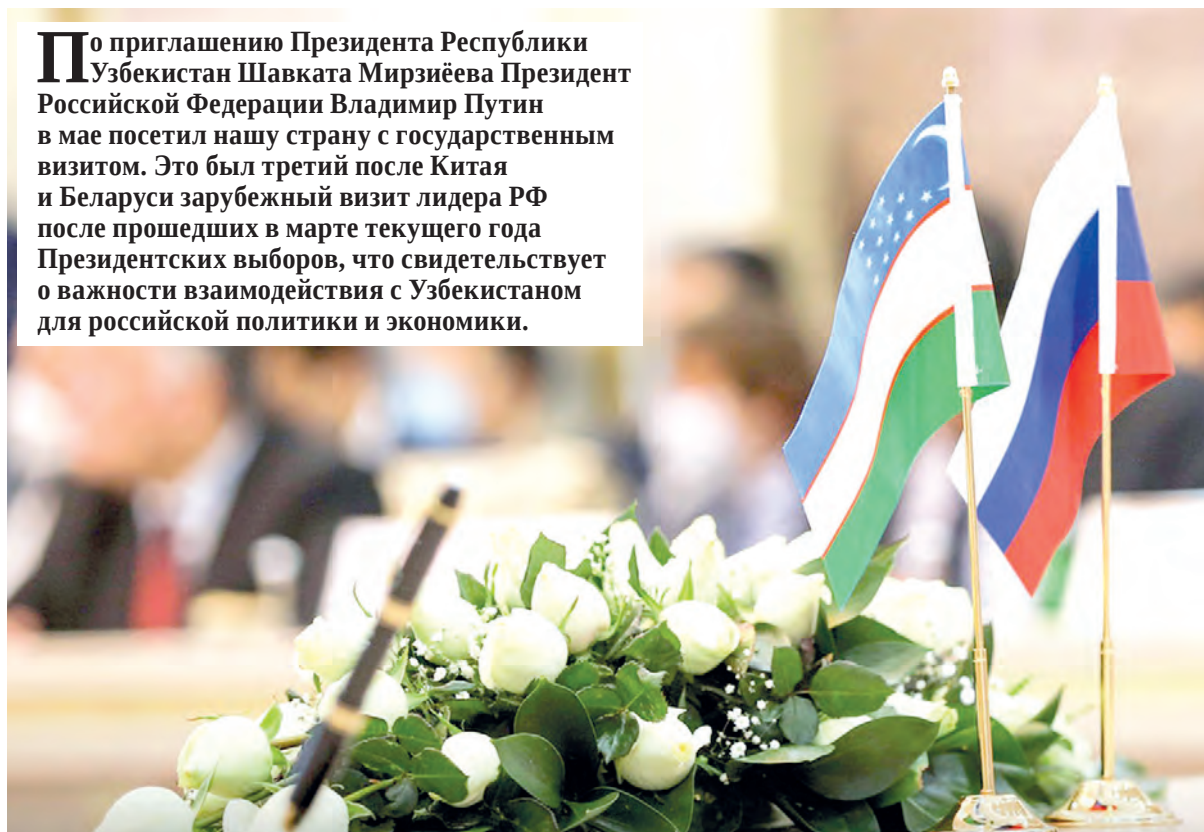 По приглашению Президента Республики
Узбекистан Шавката Мирзиёева Президент
Российской Федерации Владимир Путин
в мае посетил нашу страну с государственным
визитом. Это был третий после Китая
и Беларуси зарубежный визит лидера РФ
после прошедших в марте текущего года
Президентских выборов, что свидетельствует
о важности взаимодействия с Узбекистаном
для российской политики и экономики.